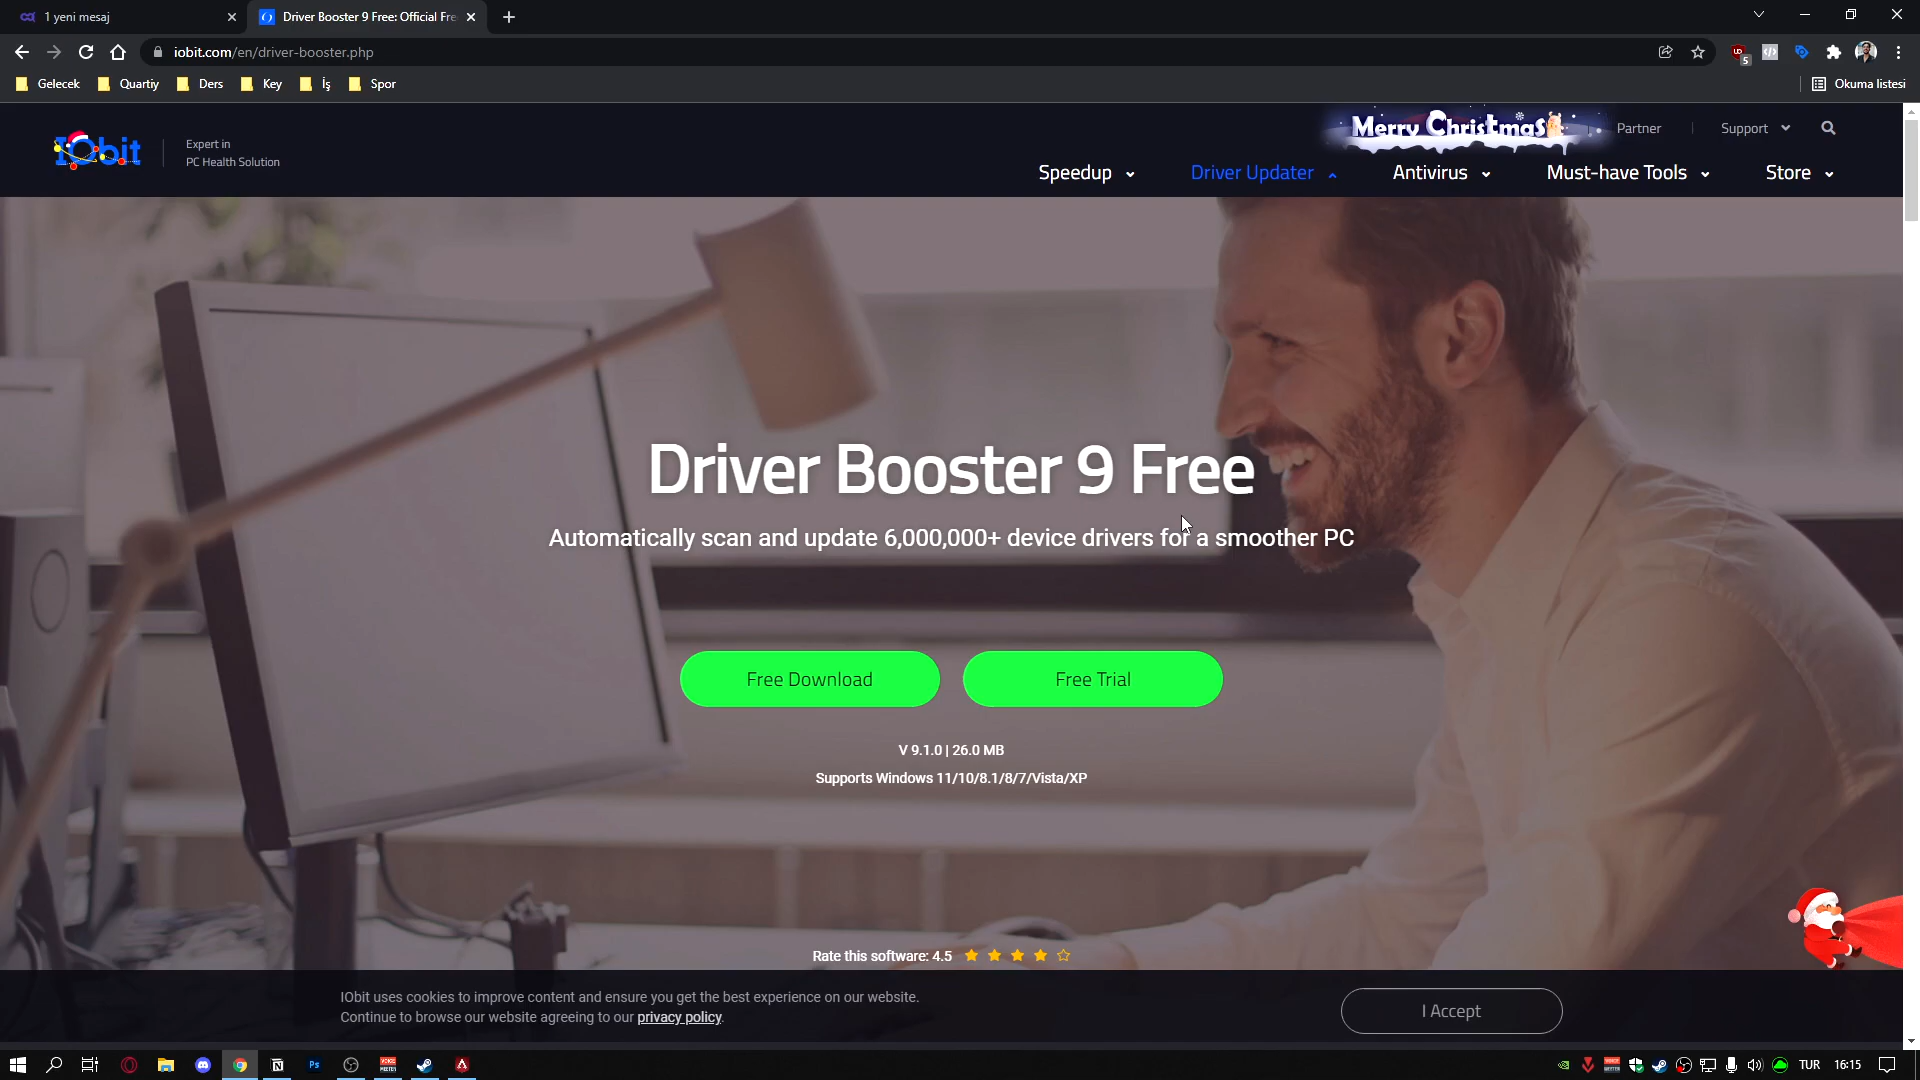 1 yeni mesaj
Driver Booster 9 Free: Official Fre
iobit.com/en/driver-booster.php
5
Gelecek
Quartiy
Ders
Key
İş
Spor
Okuma listesi
IObit
Expert in
PC Health Solution
Merry Christmas
Partner
Support
Speedup
Driver Updater
Antivirus
Must-have Tools
Store
Driver Booster 9 Free
Automatically scan and update 6,000,000+ device drivers for a smoother PC
Free Download
Free Trial
V 9.1.0 | 26.0 MB
Supports Windows 11/10/8.1/8/7/Vista/XP
Rate this software: 4.5
IObit uses cookies to improve content and ensure you get the best experience on our website.
Continue to browse our website agreeing to our privacy policy.
I Accept
Ps
TUR
16:15